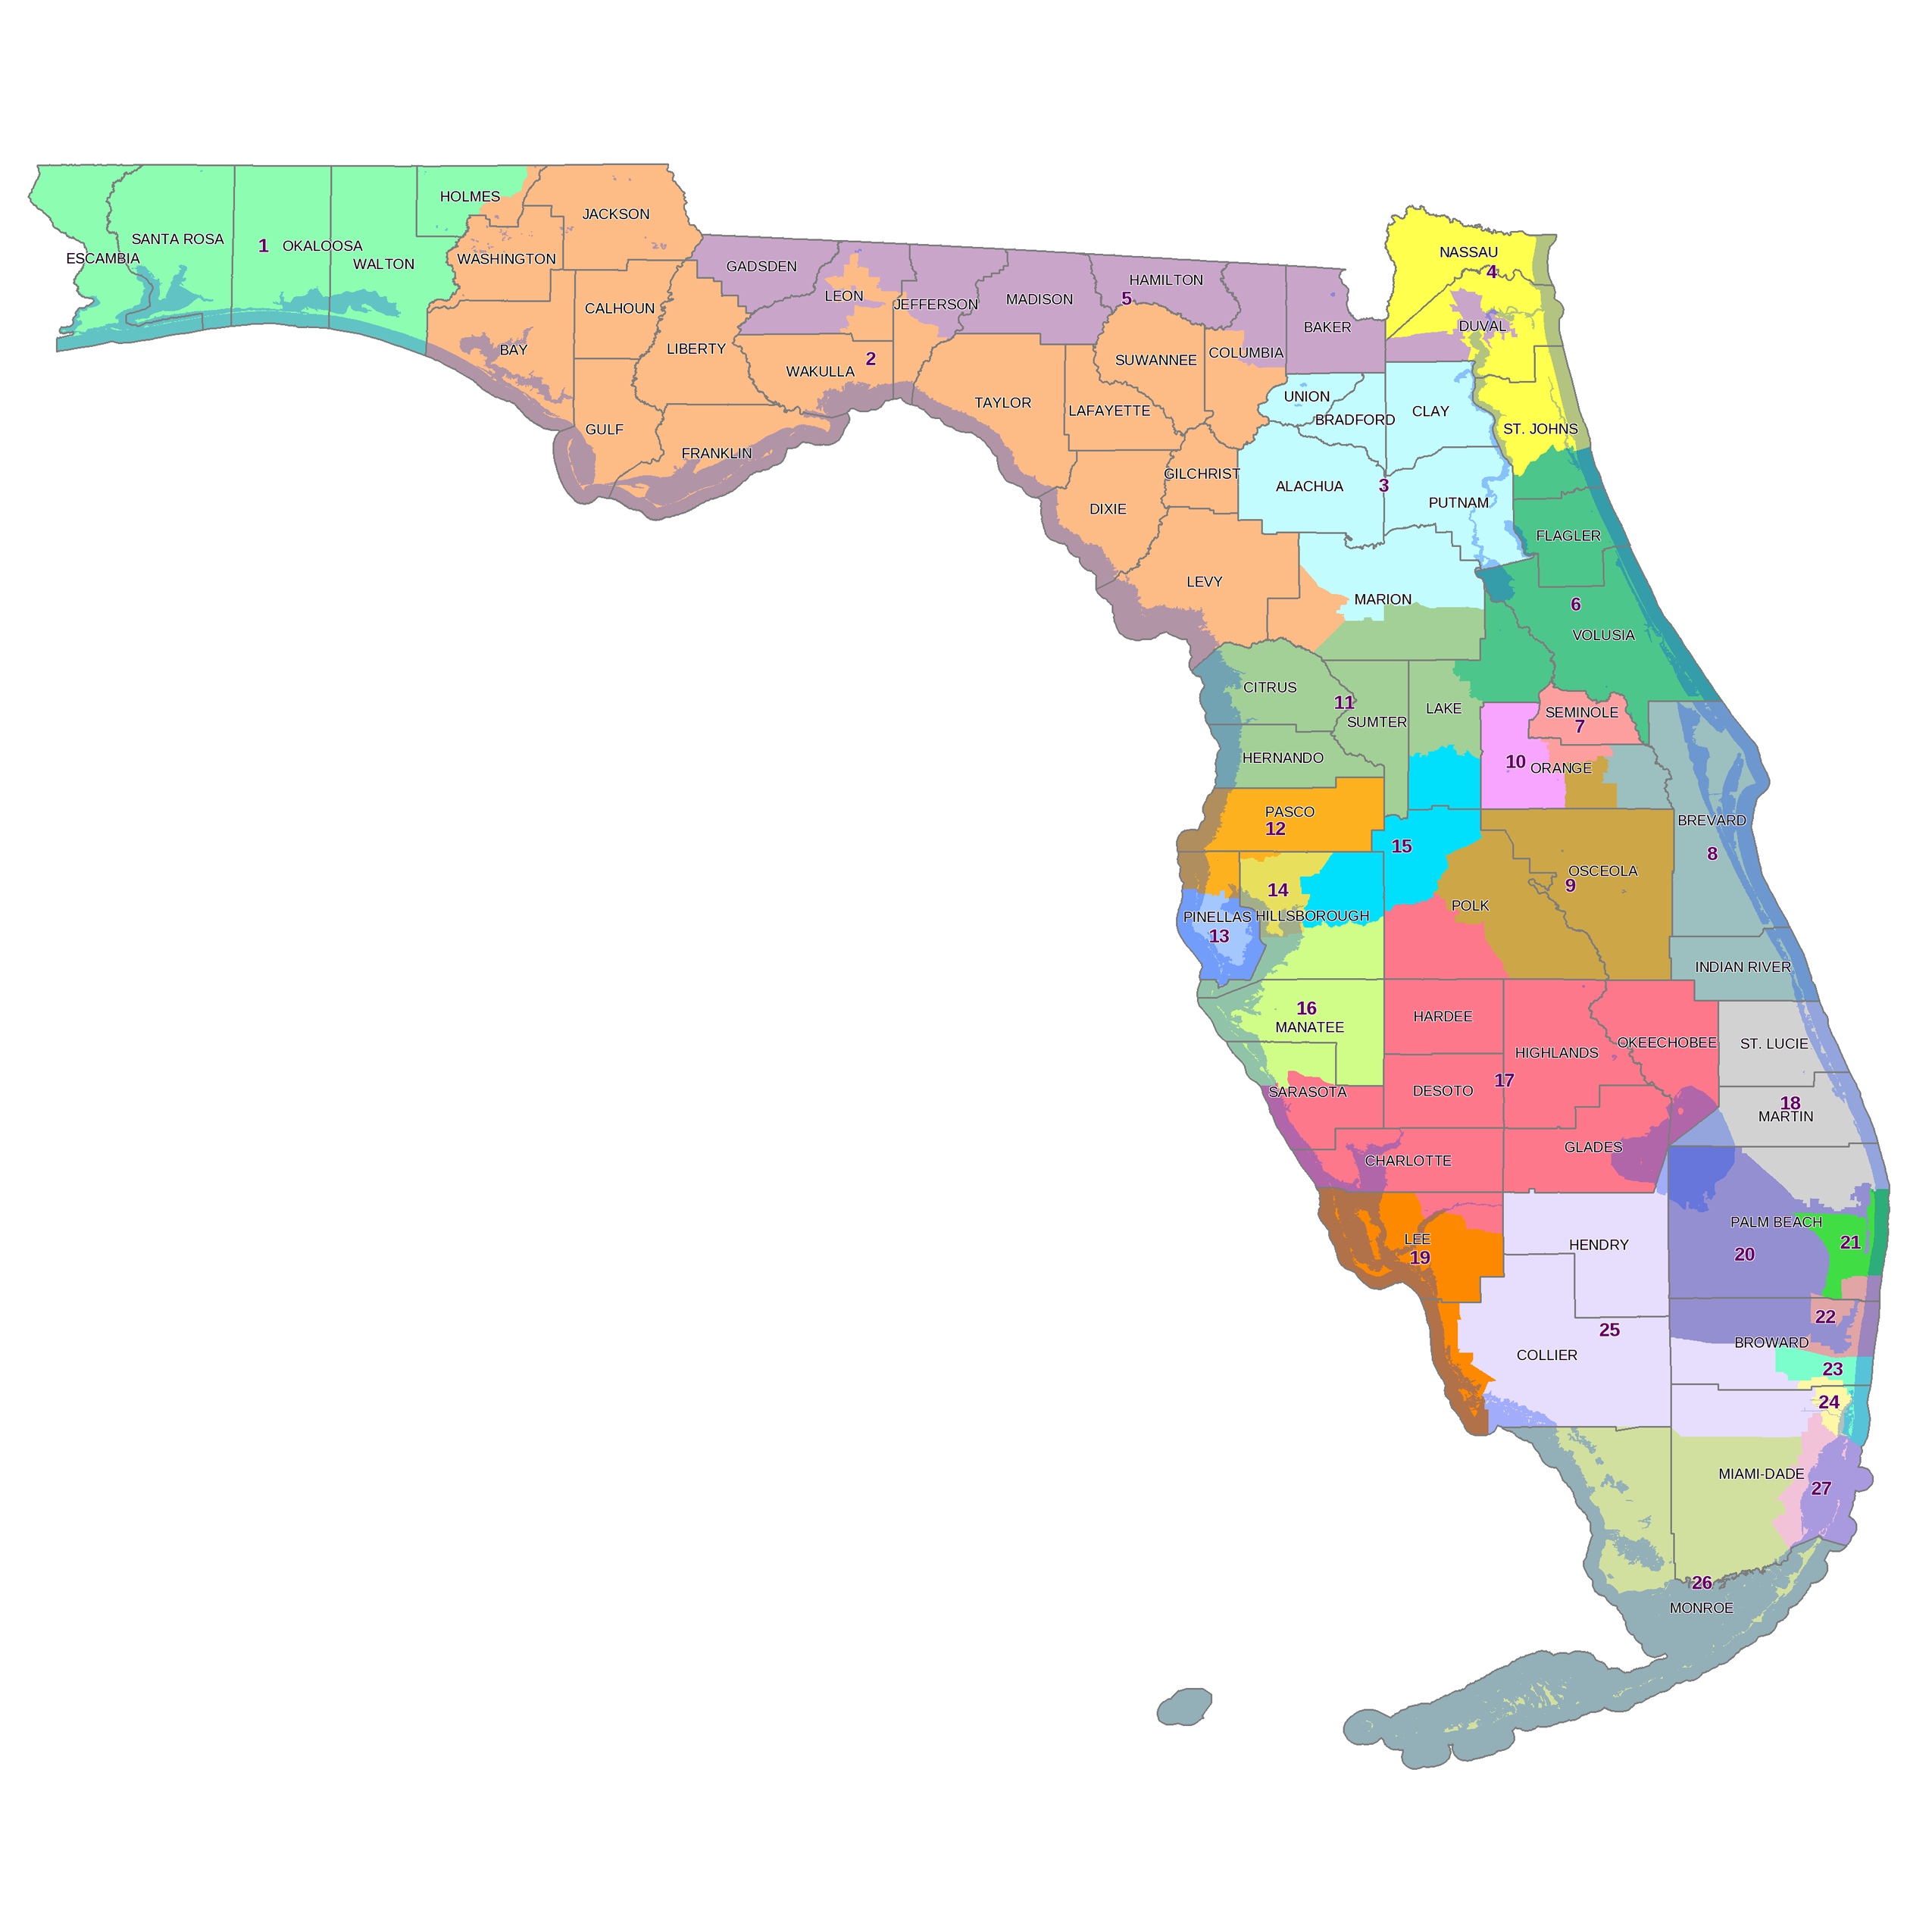 HOLMES
JACKSON
SANTA ROSA
1
OKALOOSA
ESCAMBIA
WALTON
WASHINGTON
GADSDEN
LEON
JEFFERSON
MADISON
HAMILTON
5
BAKER
NASSAU
4
DUVAL
CALHOUN
BAY
LIBERTY
2
WAKULLA
SUWANNEE
COLUMBIA
TAYLOR
LAFAYETTE
UNION
BRADFORD
CLAY
ST. JOHNS
GULF
FRANKLIN
GILCHRIST
ALACHUA
3
PUTNAM
DIXIE
FLAGLER
LEVY
MARION
6
VOLUSIA
CITRUS
11
SUMTER
LAKE
SEMINOLE
7
HERNANDO
10
ORANGE
PASCO
12
BREVARD
15
8
OSCEOLA
9
14
POLK
PINELLAS
HILLSBOROUGH
13
INDIAN RIVER
16
MANATEE
HARDEE
HIGHLANDS
OKEECHOBEE
ST. LUCIE
17
SARASOTA
DESOTO
18
MARTIN
CHARLOTTE
GLADES
LEE
19
HENDRY
PALM BEACH
20
21
25
COLLIER
22
BROWARD
23
24
MIAMI-DADE
27
26
MONROE